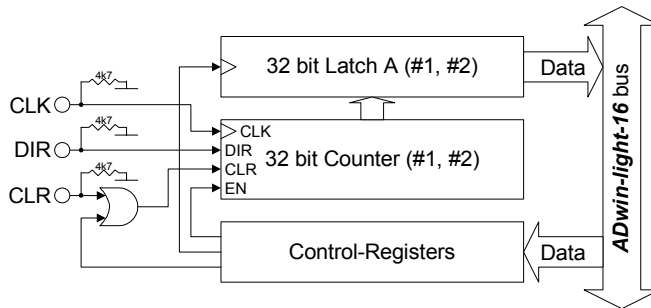 32 bit Latch A (#1, #2)
Data
4k7
CLK
4k7
DIR
4k7
CLR
CLK
DIR
CLR
EN
32 bit Counter (#1, #2)
Control-Registers
Data
ADwin-light-16 bus